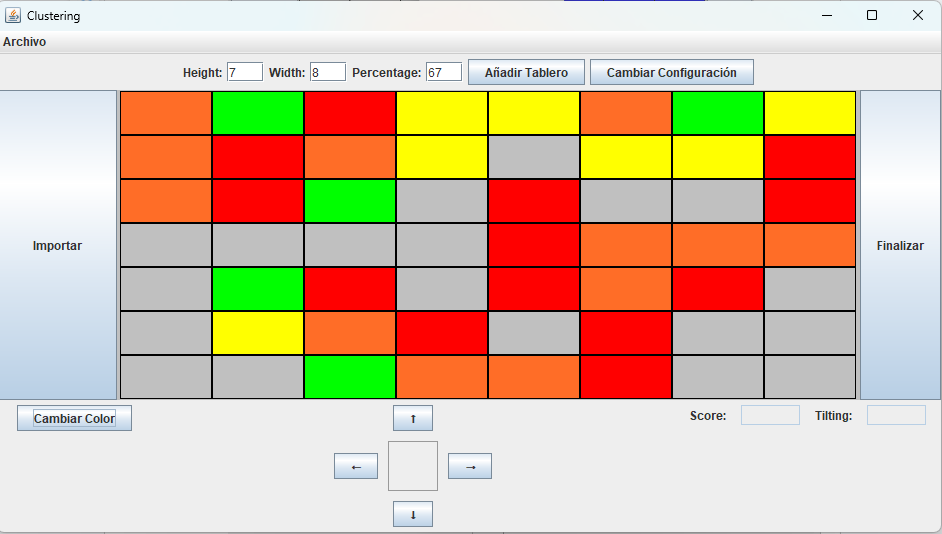 Clustering
Archivo
Height: 7 Width: 8 Percentage: 67 Añadir Tablero Cambiar Configuración
Importar
Finalizar
Cambiar Color
↑
Score:
Tilting:
←
→
↓